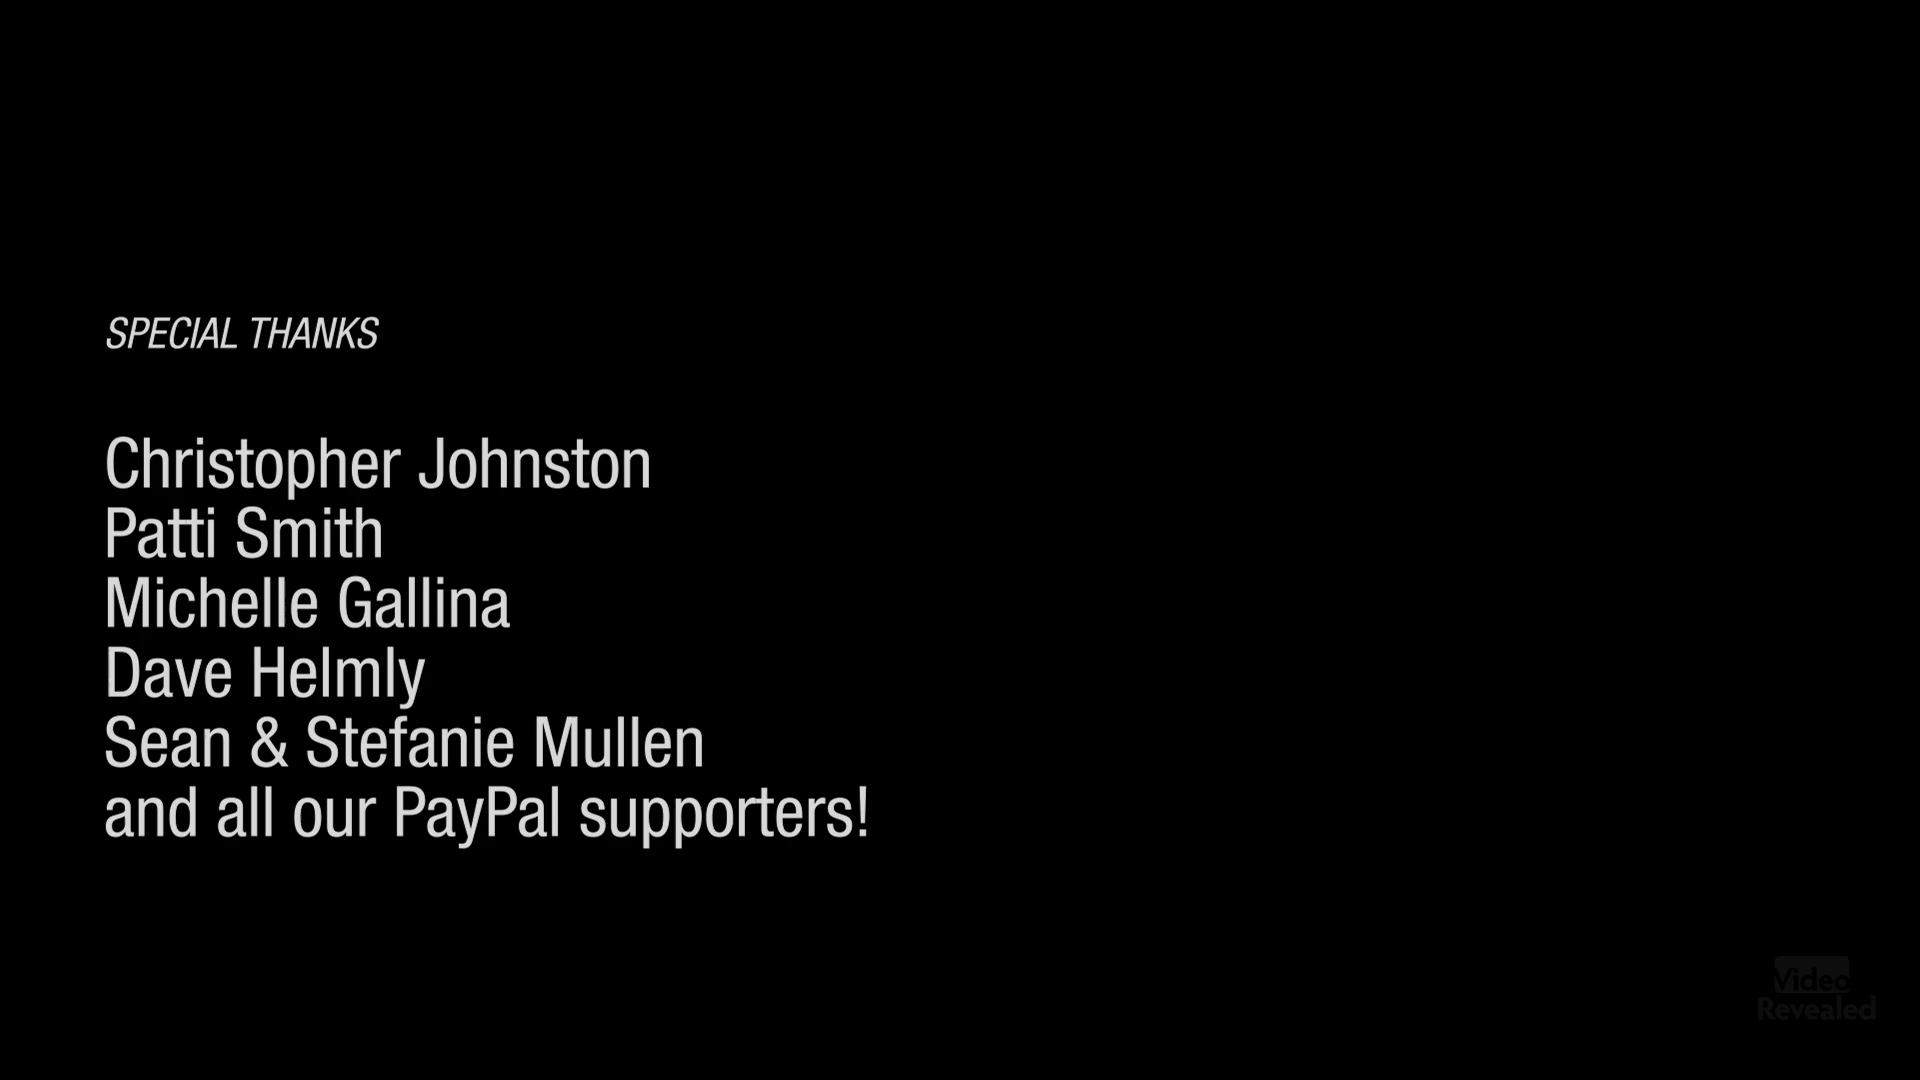 SPECIAL THANKS
Christopher Johnston
Patti Smith
Michelle Gallina
Dave Helmly
Sean & Stefanie Mullen
and all our PayPal supporters!
Video
Revealed